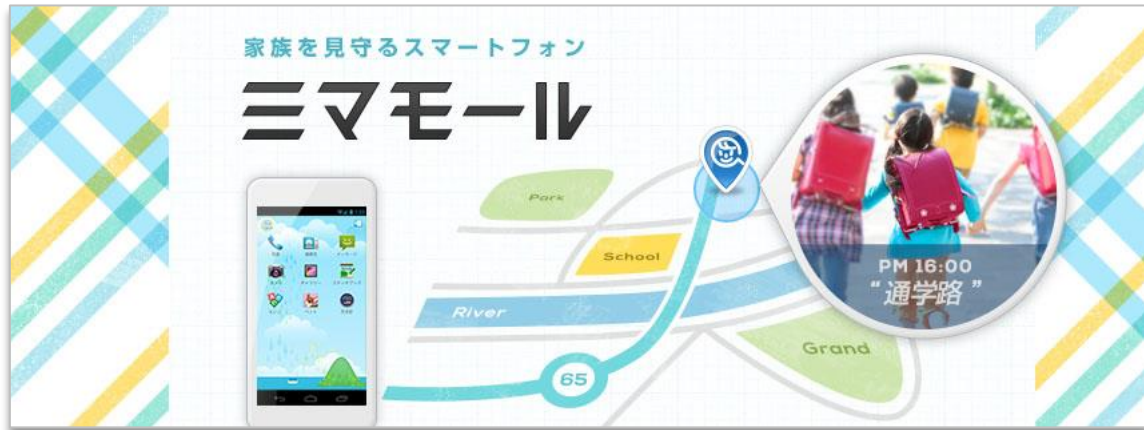 家族を見守るスマートフォン
ミマモール
Park
School
River
65
Grand
PM 16:00
“通学路”